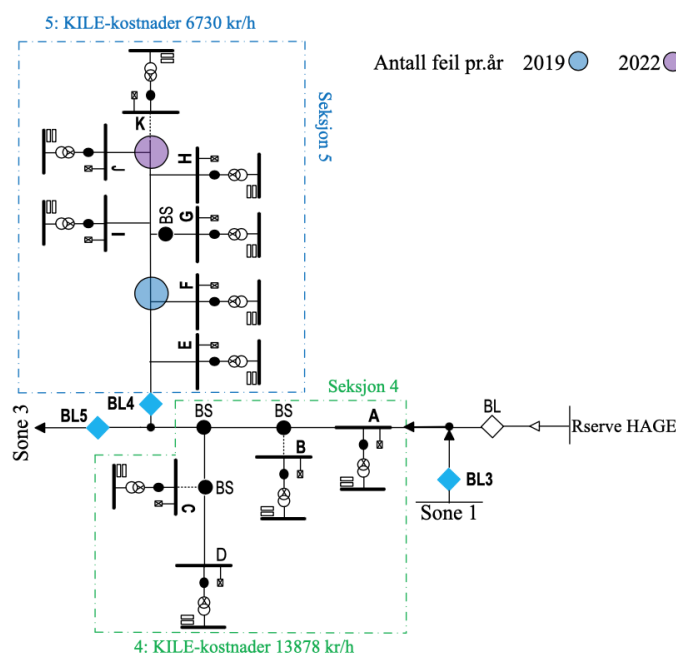 5: KILE-kostnader 6730 kr/h
Antall feil pr.år 2019 2022
Seksjon 5
K
J
H
I
BS
G
F
E
Seksjon 4
BL4
BL5
Sone 3
BS
BS
A
BL
Rserve HAGE
B
BL3
Sone 1
C
BS
D
4: KILE-kostnader 13878 kr/h